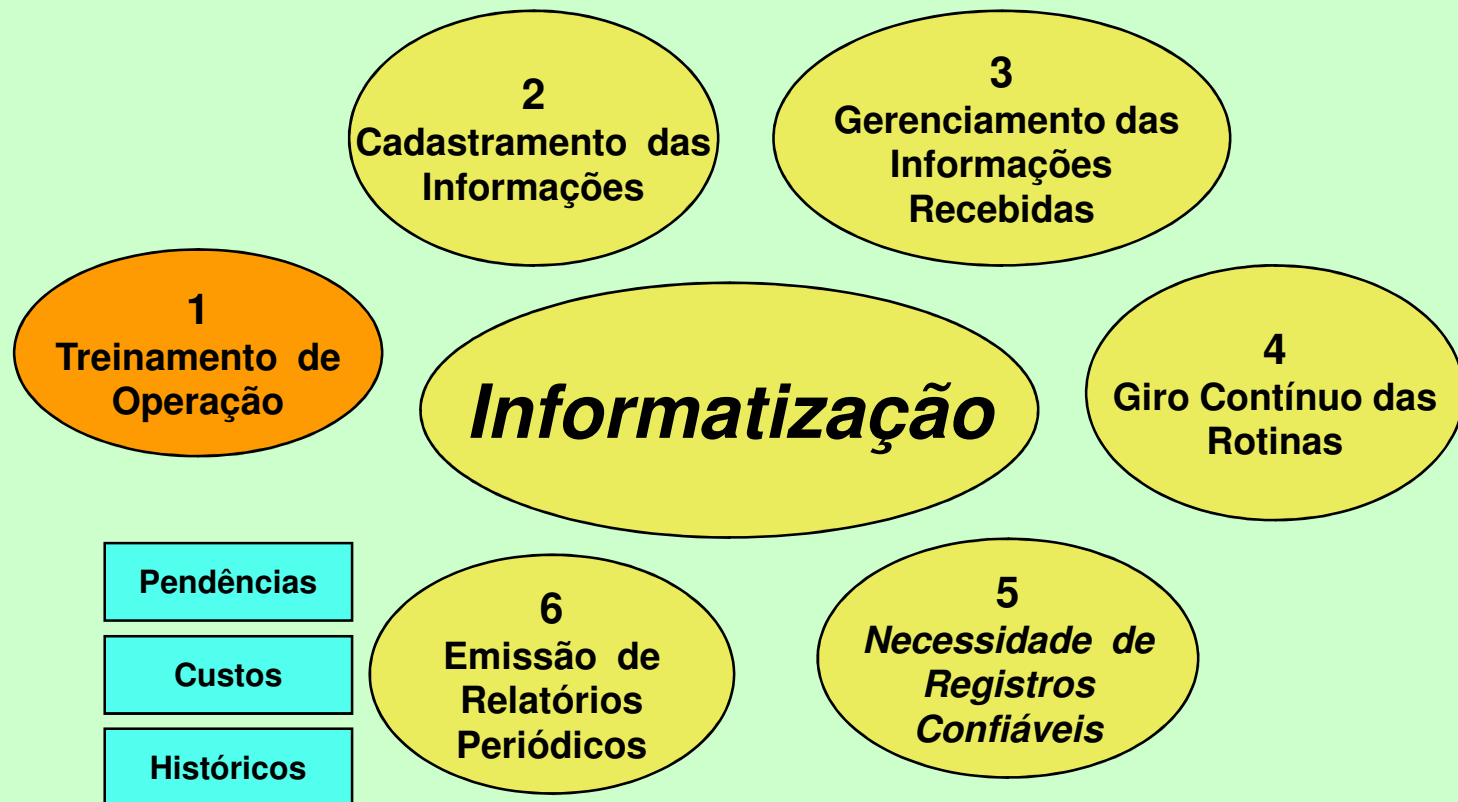 1
Treinamento de
Operação
2
Cadastramento das
Informações
3
Gerenciamento das
Informações
Recebidas
4
Giro Contínuo das
Rotinas
5
Necessidade de
Registros
Confiáveis
6
Emissão de
Relatórios
Periódicos
Informatização
Pendências
Custos
Históricos